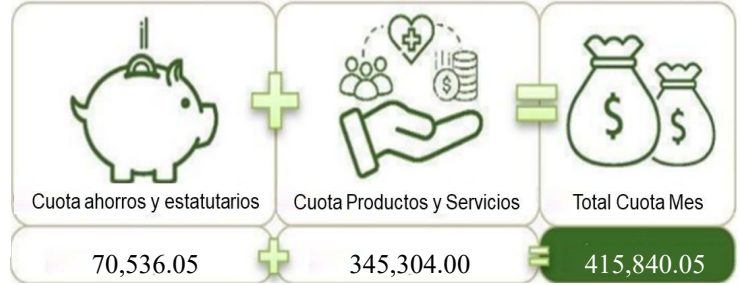 Cuota ahorros y estatutarios
Cuota Productos y Servicios
Total Cuota Mes
70,536.05
345,304.00
415,840.05